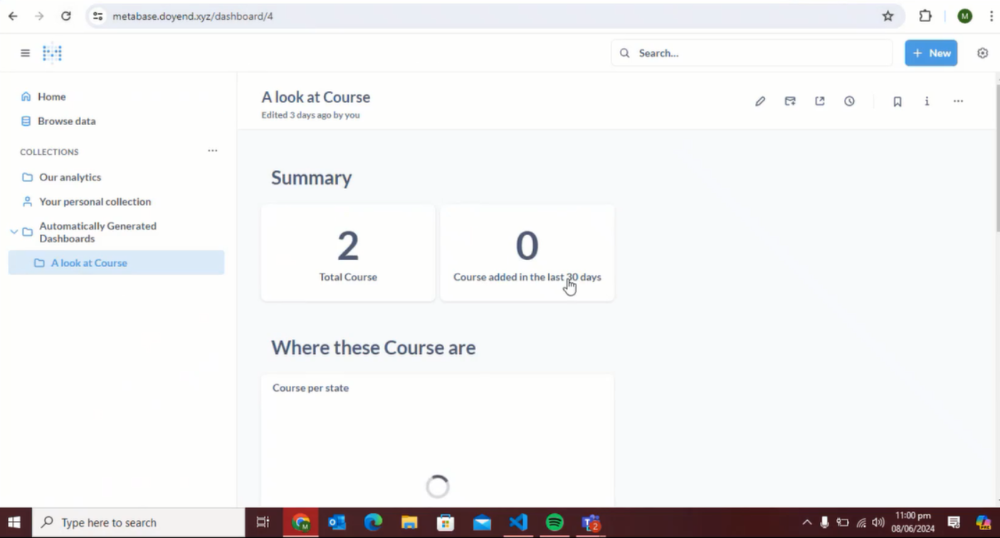 metabase.doyend.xyz/dashboard/4
M
Search...
+ New
Home
Browse data
COLLECTIONS
Our analytics
Your personal collection
Automatically Generated
Dashboards
A look at Course
A look at Course
Edited 3 days ago by you
Summary
2
Total Course
0
Course added in the last 30 days
Where these Course are
Course per state
Type here to search
2
11:00 pm
08/06/2024